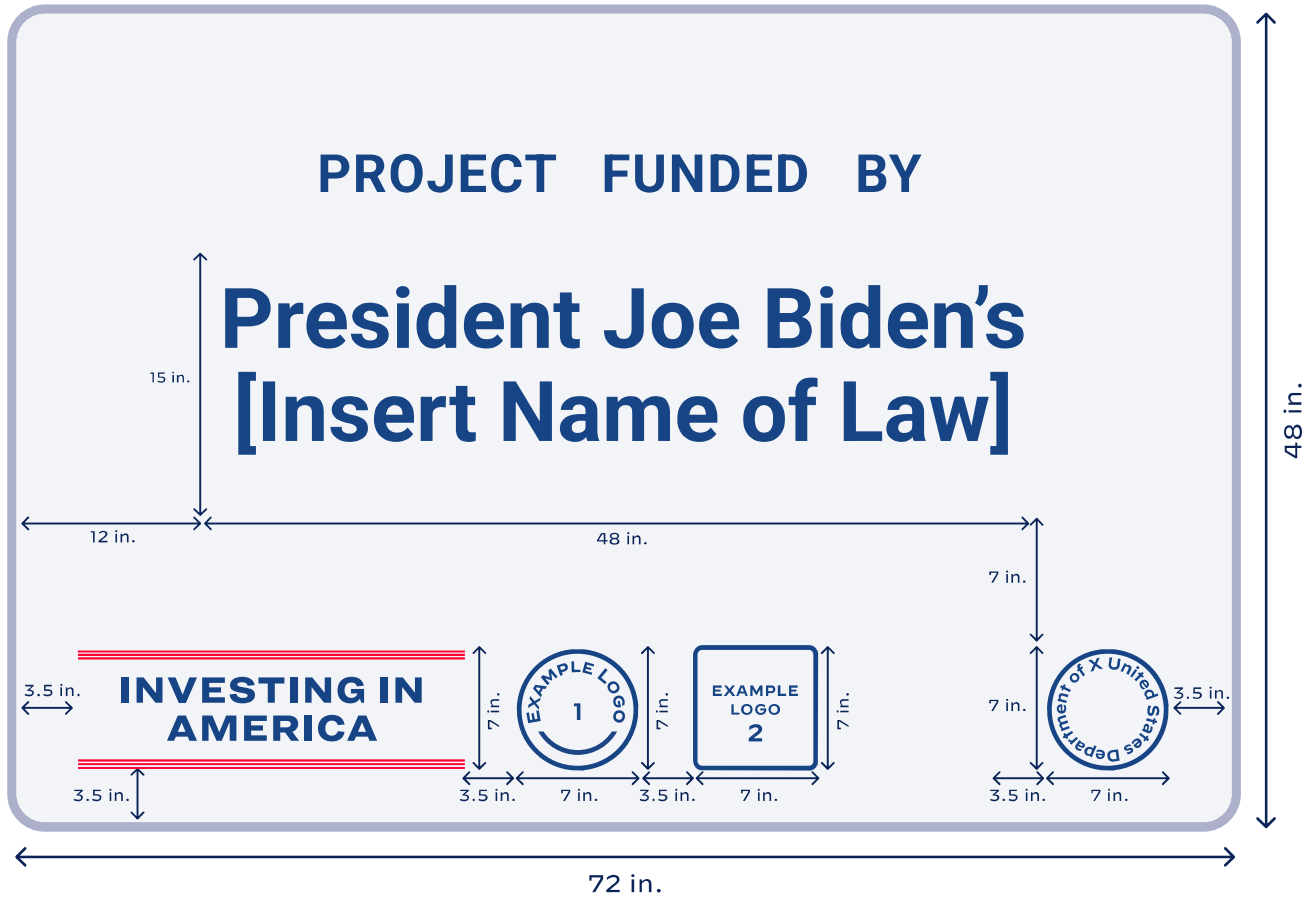 PROJECT FUNDED BY
President Joe Biden’s
[Insert Name of Law]
15 in.
48 in.
12 in.
48 in.
7 in.
3.5 in.
INVESTING IN
AMERICA
7 in.
EXAMPLE LOGO
1
7 in.
EXAMPLE
LOGO
2
7 in.
7 in.
Department of X United States
3.5 in.
3.5 in.
3.5 in.
7 in.
3.5 in.
7 in.
3.5 in.
7 in.
72 in.